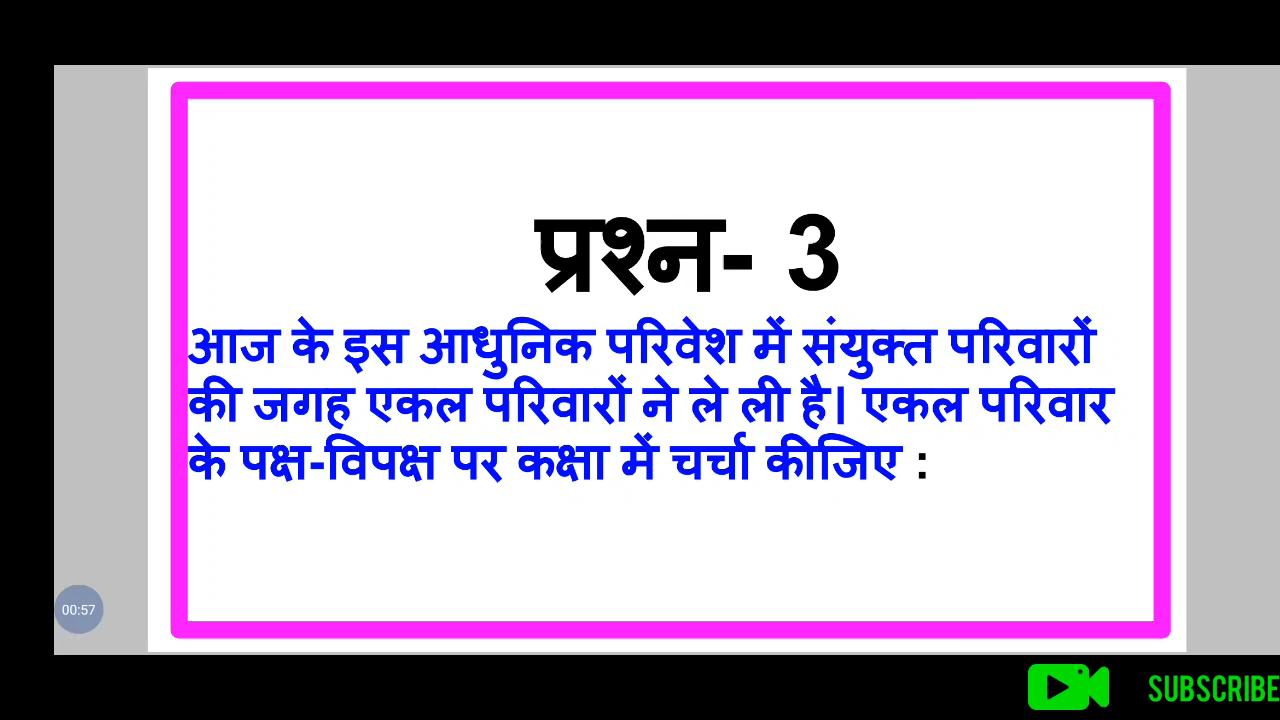 प्रश्न- 3
आज के इस आधुनिक परिवेश में संयुक्त परिवारों
की जगह एकल परिवारों ने ले ली है। एकल परिवार
के पक्ष-विपक्ष पर कक्षा में चर्चा कीजिए :
00:57
SUBSCRIBE